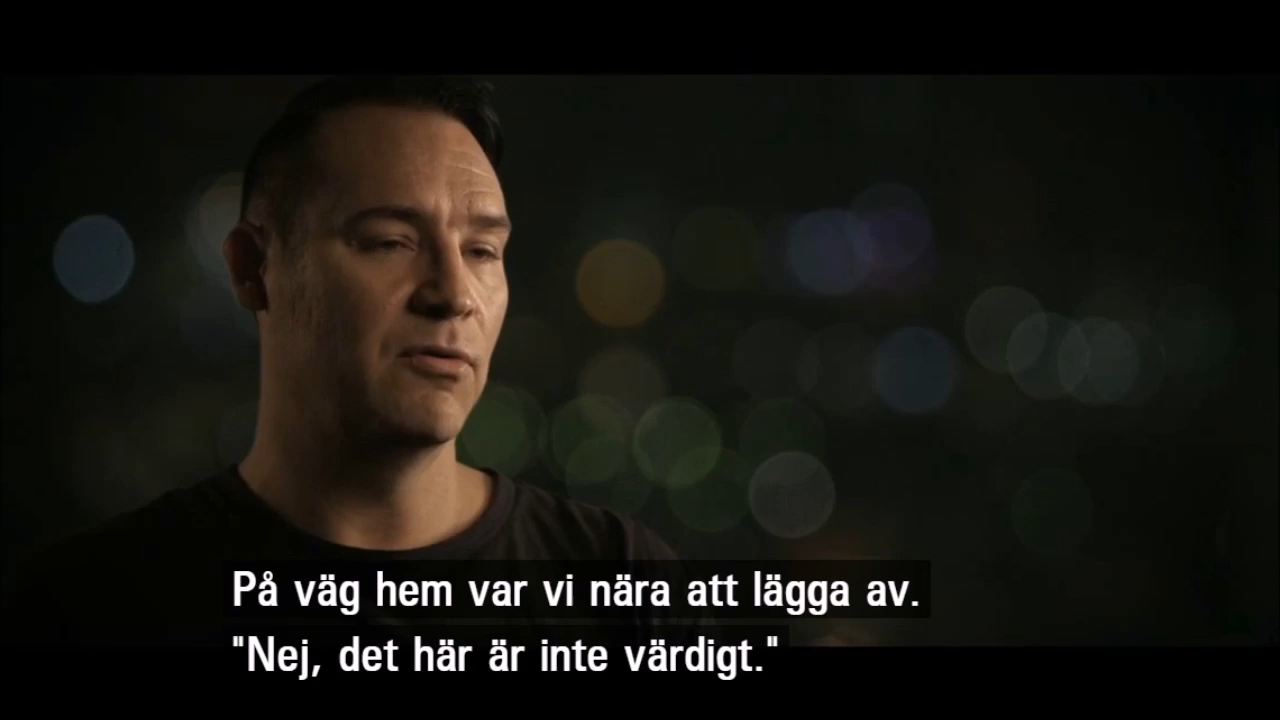 På väg hem var vi nära att lägga av.
"Nej, det här är inte värdigt."